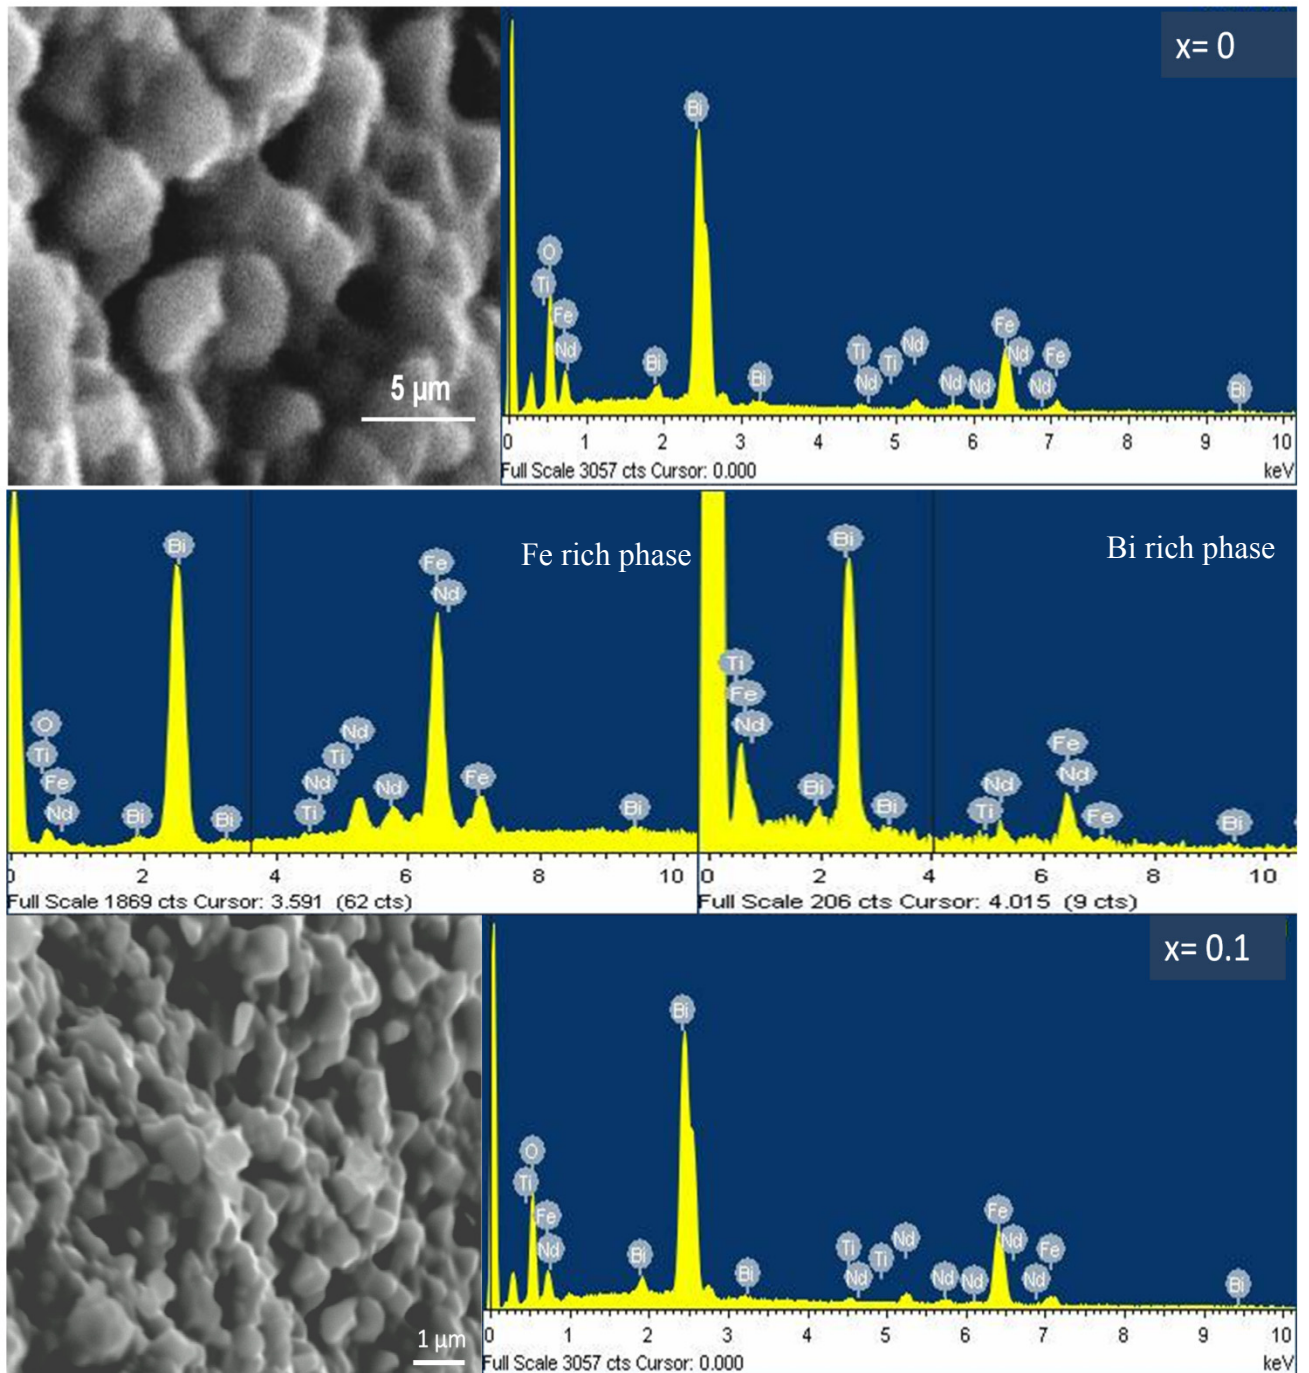 x= 0
Bi
O
Ti
Fe
Nd
Bi
Bi
Ti
Nd
Ti
Nd
Nd
Nd
Fe
Nd
Nd
Fe
Bi
5 μm
0 1 2 3 4 5 6 7 8 9 10
Full Scale 3057 cts Cursor: 0.000 keV
Fe rich phase
Bi
Fe
Nd
O
Ti
Fe
Nd
Bi
Bi
Ti
Nd
Ti
Nd
Nd
Fe
Bi
0 2 4 6 8 10
Full Scale 1869 cts Cursor: 3.591 (62 cts)
Bi rich phase
Bi
Ti
Fe
Nd
Bi
Bi
Ti
Nd
Fe
Nd
Fe
Bi
0 2 4 6 8 10
Full Scale 206 cts Cursor: 4.015 (9 cts)
x= 0.1
Bi
O
Ti
Fe
Nd
Bi
Bi
Ti
Nd
Ti
Nd
Nd
Nd
Fe
Nd
Nd
Fe
Bi
1 μm
0 1 2 3 4 5 6 7 8 9 10
Full Scale 3057 cts Cursor: 0.000 keV